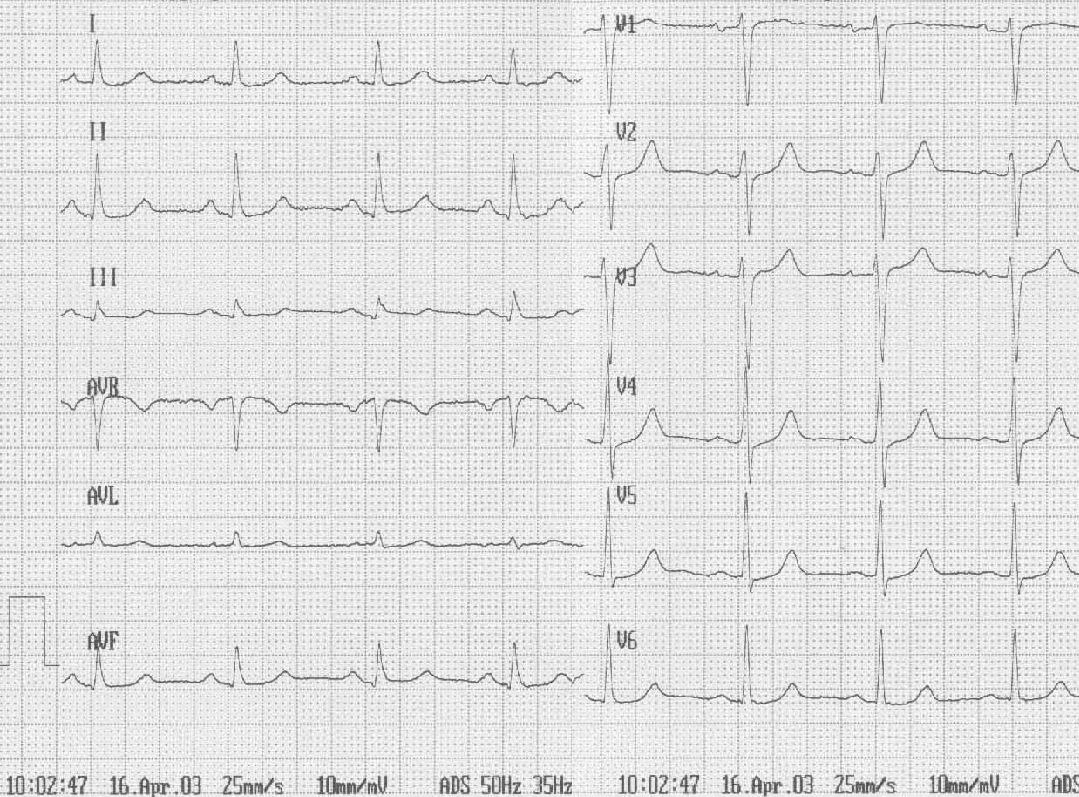 I
V1
II
V2
III
V3
AVR
V4
AVL
V5
AVF
V6
10:02:47 16.Apr.03 25mm/s 10mm/mV ADS 50Hz 35Hz 10:02:47 16.Apr.03 25mm/s 10mm/mV ADS